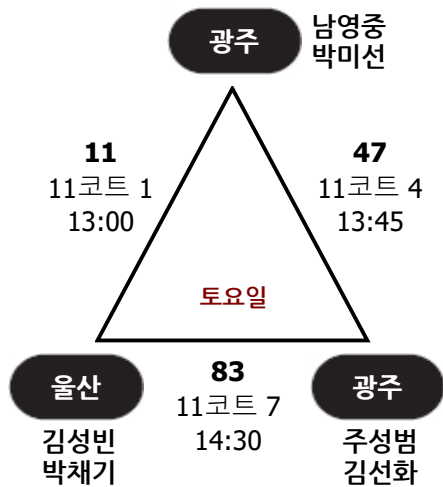 광주
남영중
박미선
11
11코트 1
13:00
47
11코트 4
13:45
토요일
울산
김성빈
박채기
83
11코트 7
14:30
광주
주성범
김선화